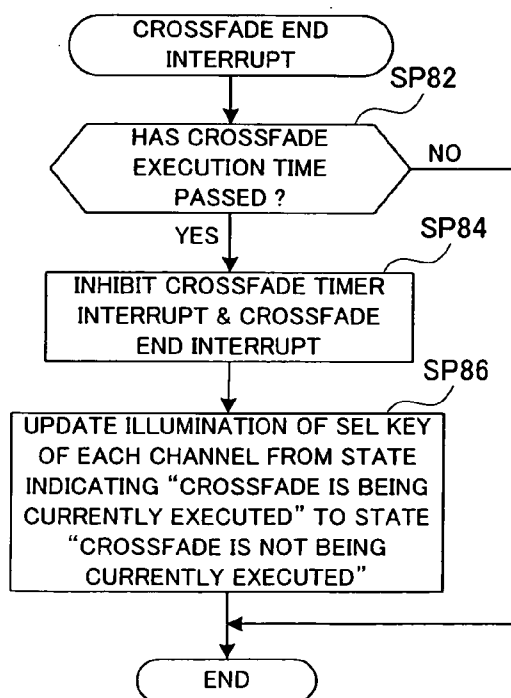 CROSSFADE END
INTERRUPT
SP82
HAS CROSSFADE
EXECUTION TIME
PASSED ?
NO
YES
SP84
INHIBIT CROSSFADE TIMER
INTERRUPT & CROSSFADE
END INTERRUPT
SP86
UPDATE ILLUMINATION OF SEL KEY
OF EACH CHANNEL FROM STATE
INDICATING “CROSSFADE IS BEING
CURRENTLY EXECUTED” TO STATE
“CROSSFADE IS NOT BEING
CURRENTLY EXECUTED”
END